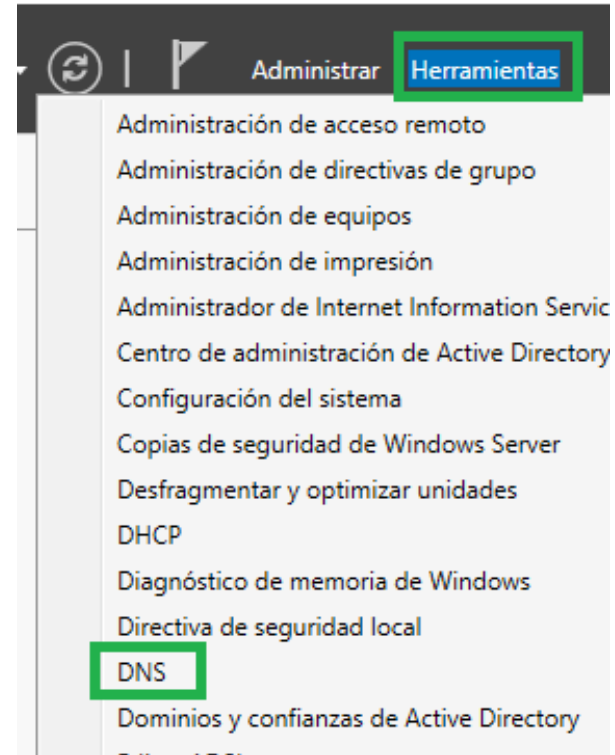 Administrar Herramientas
Administración de acceso remoto
Administración de directivas de grupo
Administración de equipos
Administración de impresión
Administrador de Internet Information Servic
Centro de administración de Active Directory
Configuración del sistema
Copias de seguridad de Windows Server
Desfragmentar y optimizar unidades
DHCP
Diagnóstico de memoria de Windows
Directiva de seguridad local
DNS
Dominios y confianzas de Active Directory